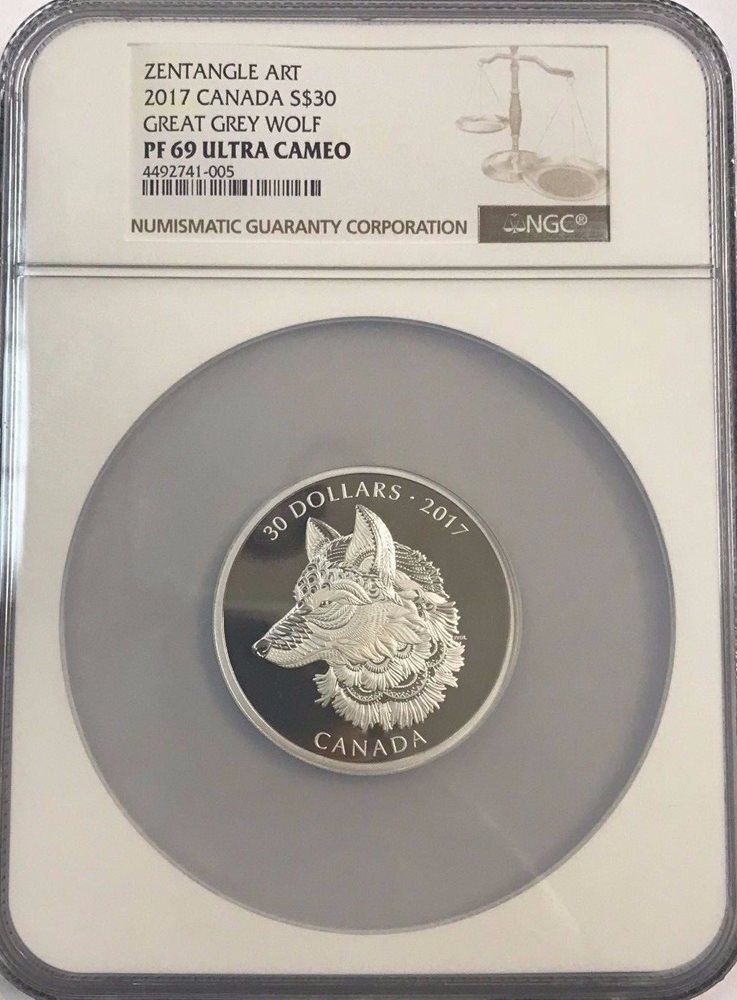 ZENTANGLE ART
2017 CANADA S$30
GREAT GREY WOLF
PF 69 ULTRA CAMEO
4492741-005
NUMISMATIC GUARANTY CORPORATION
NGC®
30 DOLLARS · 2017
CANADA